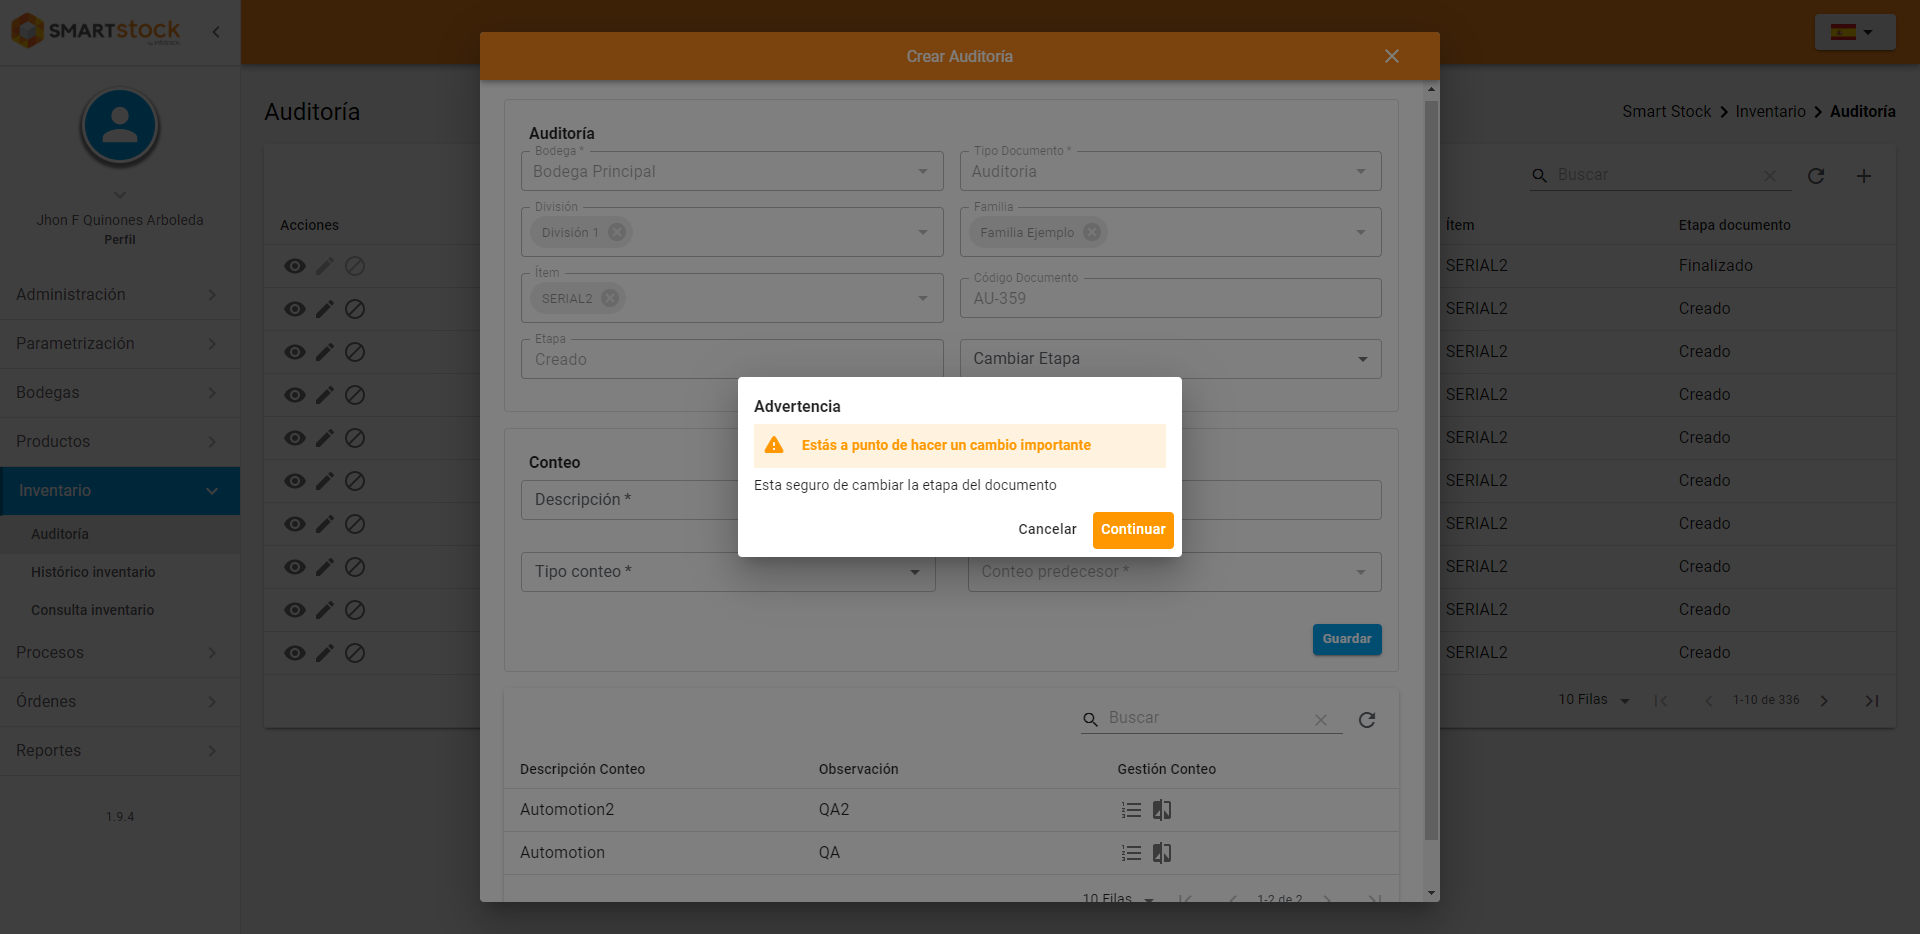 SMARTstock
Jhon F Quinones Arboleda
Perfil
Administración
Parametrización
Bodegas
Productos
Inventario
Auditoría
Histórico inventario
Consulta inventario
Procesos
Órdenes
Reportes
1.9.4
Auditoría
Smart Stock > Inventario > Auditoría
Buscar
Acciones
Ítem Etapa documento
SERIAL2 Finalizado
SERIAL2 Creado
SERIAL2 Creado
SERIAL2 Creado
SERIAL2 Creado
SERIAL2 Creado
SERIAL2 Creado
SERIAL2 Creado
SERIAL2 Creado
SERIAL2 Creado
10 Filas 1-10 de 336
Crear Auditoría
Auditoría
Bodega * Tipo Documento *
Bodega Principal Auditoria
División Familia
División 1 Familia Ejemplo
Ítem Código Documento
SERIAL2 AU-359
Etapa
Creado Cambiar Etapa
Conteo
Descripción *
Tipo conteo * Conteo predecesor *
Guardar
Buscar
Descripción Conteo Observación Gestión Conteo
Automotion2 QA2
Automotion QA
10 Filas 1-2 de 2
Advertencia
Estás a punto de hacer un cambio importante
Esta seguro de cambiar la etapa del documento
Cancelar Continuar